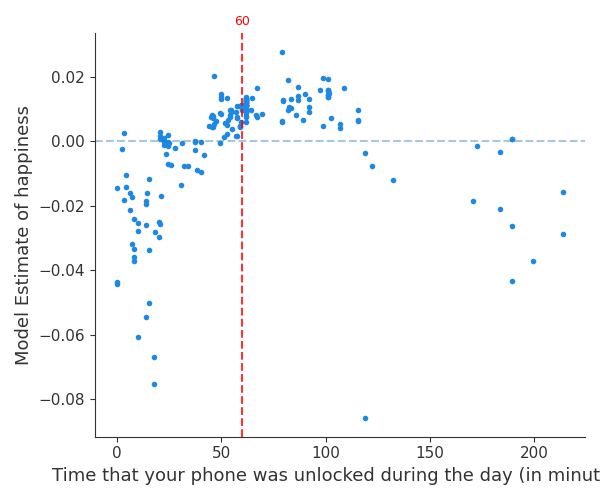 60
0.02
0.00
−0.02
−0.04
−0.06
−0.08
Model Estimate of happiness
0 50 100 150 200
Time that your phone was unlocked during the day (in minut